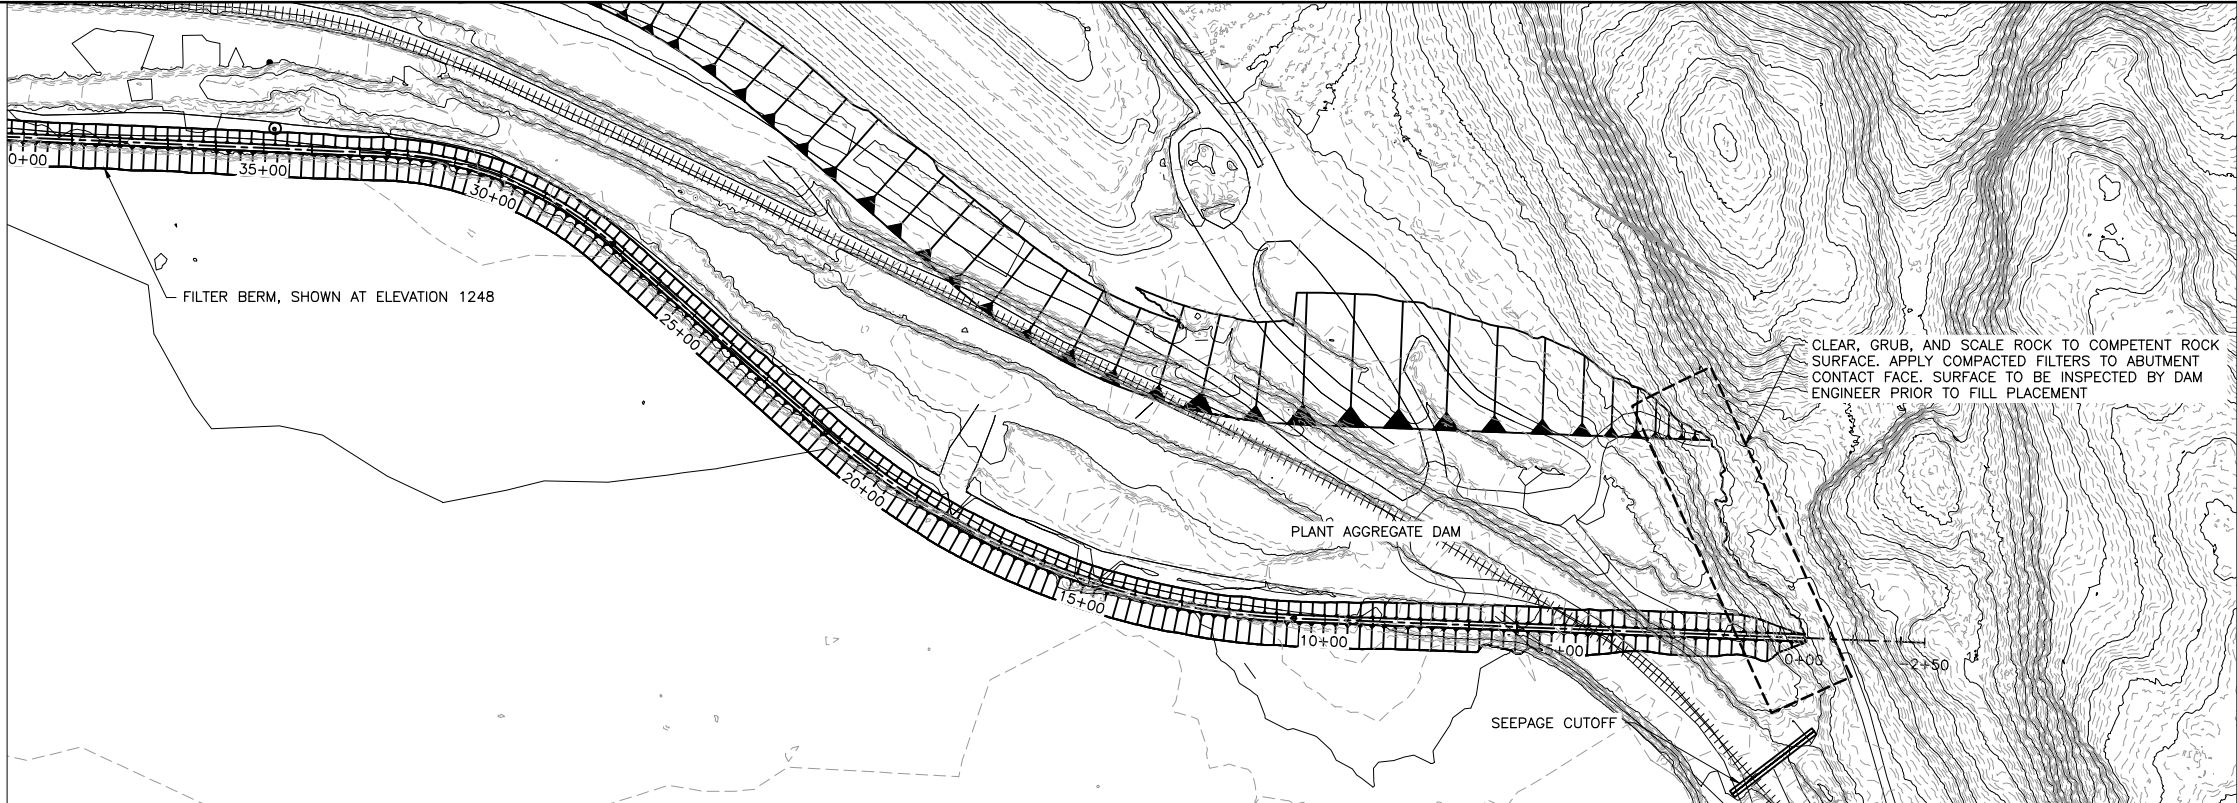 0+00
35+00
30+00
FILTER BERM, SHOWN AT ELEVATION 1248
25+00
CLEAR, GRUB, AND SCALE ROCK TO COMPETENT ROCK
SURFACE. APPLY COMPACTED FILTERS TO ABUTMENT
CONTACT FACE. SURFACE TO BE INSPECTED BY DAM
ENGINEER PRIOR TO FILL PLACEMENT
20+00
PLANT AGGREGATE DAM
15+00
10+00
5+00
0+00
-2+50
SEEPAGE CUTOFF